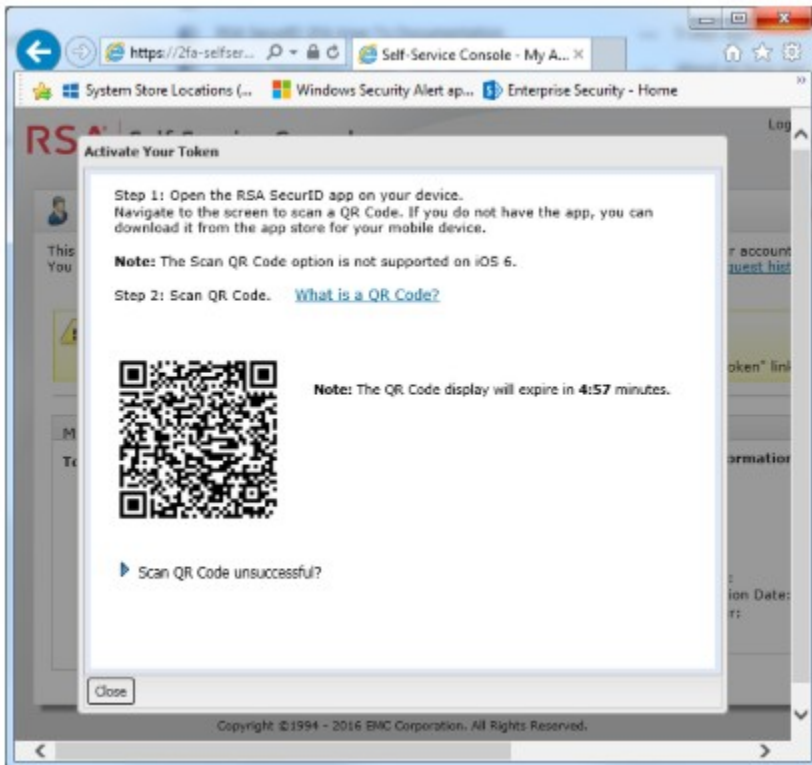 https://2fa-selfser...
Self-Service Console - My A...
System Store Locations (...
Windows Security Alert ap...
Enterprise Security - Home
RSA
Log
Activate Your Token
Step 1: Open the RSA SecurID app on your device.
Navigate to the screen to scan a QR Code. If you do not have the app, you can
download it from the app store for your mobile device.
This
You
r account
quest hist
Note: The Scan QR Code option is not supported on iOS 6.
Step 2: Scan QR Code. What is a QR Code?
oken" link
Note: The QR Code display will expire in 4:57 minutes.
M
To
ormation
Scan QR Code unsuccessful?
ion Date:
r:
Close
Copyright ©1994 - 2016 EMC Corporation. All Rights Reserved.